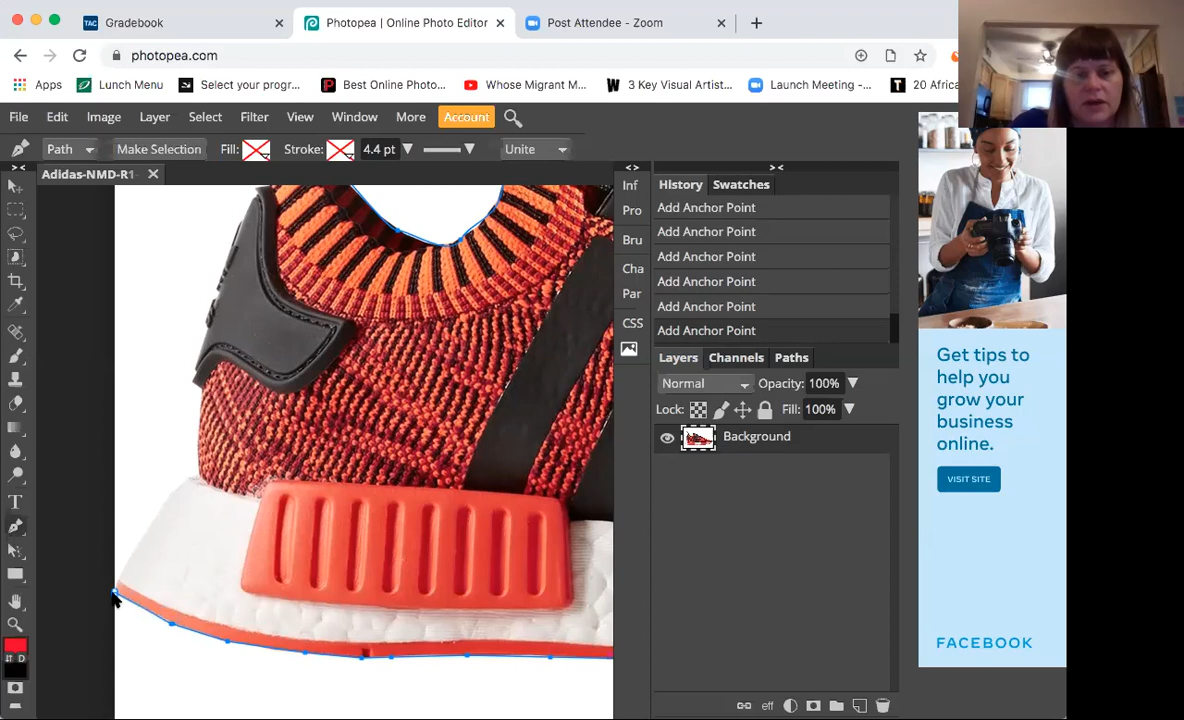 Gradebook
Photopea | Online Photo Editor
Post Attendee - Zoom
photopea.com
Apps
Lunch Menu
Select your progr...
Best Online Photo...
Whose Migrant M...
3 Key Visual Artist...
Launch Meeting -...
20 Africa
File Edit Image Layer Select Filter View Window More Account
Path Make Selection Fill: Stroke: 4.4 pt Unite
Adidas-NMD-R1-
Inf
Pro
Bru
Cha
Par
CSS
History Swatches
Add Anchor Point
Add Anchor Point
Add Anchor Point
Add Anchor Point
Add Anchor Point
Add Anchor Point
Layers Channels Paths
Normal Opacity: 100%
Lock: Fill: 100%
Background
eff
Get tips to
help you
grow your
business
online.
VISIT SITE
FACEBOOK